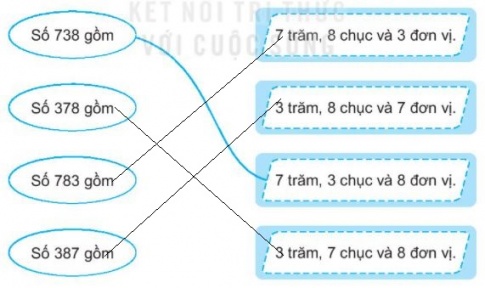 KẾT NỐI TRI THỨC
VỚI CUỘC SỐNG
Số 738 gồm
7 trăm, 8 chục và 3 đơn vị.
Số 378 gồm
3 trăm, 8 chục và 7 đơn vị.
Số 783 gồm
7 trăm, 3 chục và 8 đơn vị.
Số 387 gồm
3 trăm, 7 chục và 8 đơn vị.